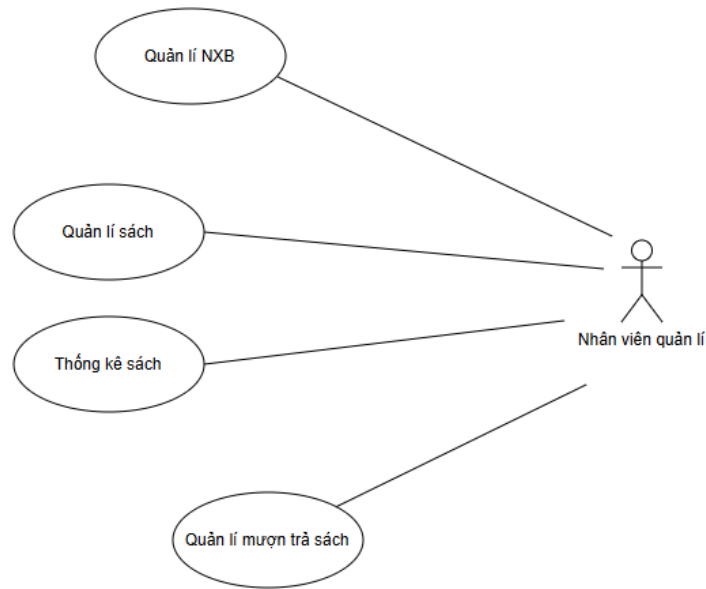 Quản lí NXB
Quản lí sách
Nhân viên quản lí
Thống kê sách
Quản lí mượn trả sách